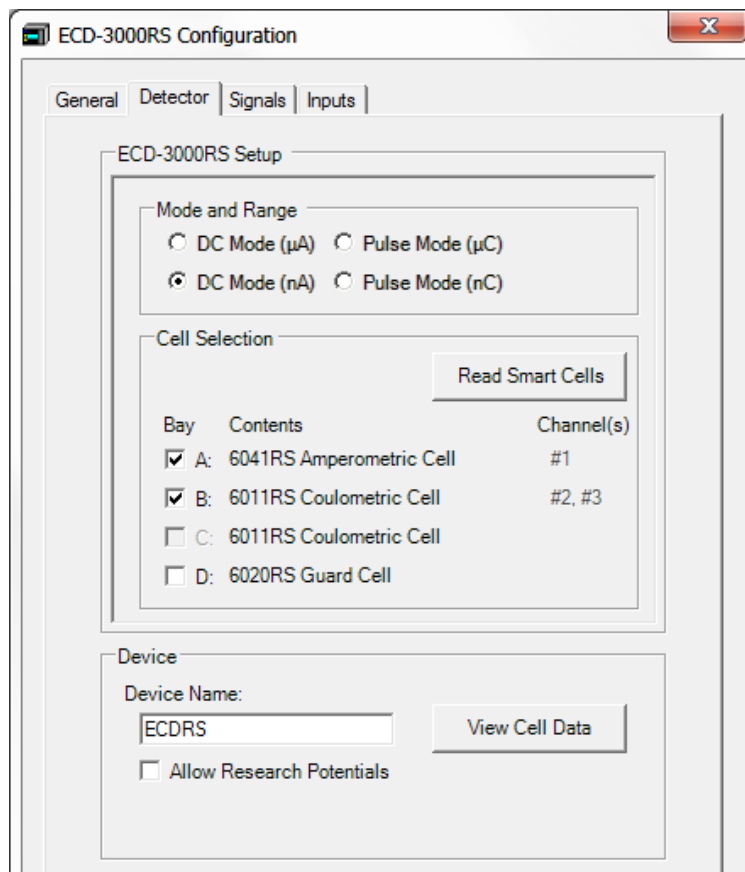 ECD-3000RS Configuration
General Detector Signals Inputs
ECD-3000RS Setup
Mode and Range
DC Mode (µA) Pulse Mode (µC)
DC Mode (nA) Pulse Mode (nC)
Cell Selection
Read Smart Cells
Bay Contents Channel(s)
A: 6041RS Amperometric Cell #1
B: 6011RS Coulometric Cell #2, #3
C: 6011RS Coulometric Cell
D: 6020RS Guard Cell
Device
Device Name:
ECDRS View Cell Data
Allow Research Potentials